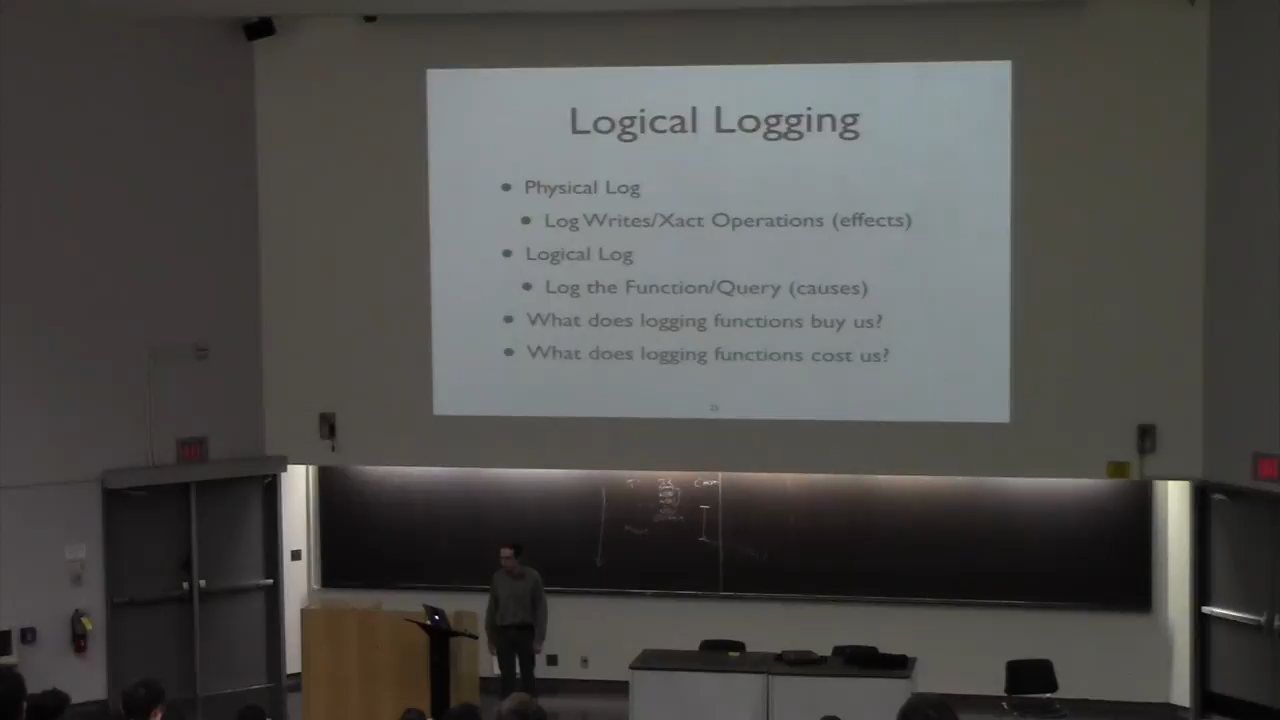 Logical Logging
• Physical Log
• Log Writes/Xact Operations (effects)
• Logical Log
• Log the Function/Query (causes)
• What does logging functions buy us?
• What does logging functions cost us?